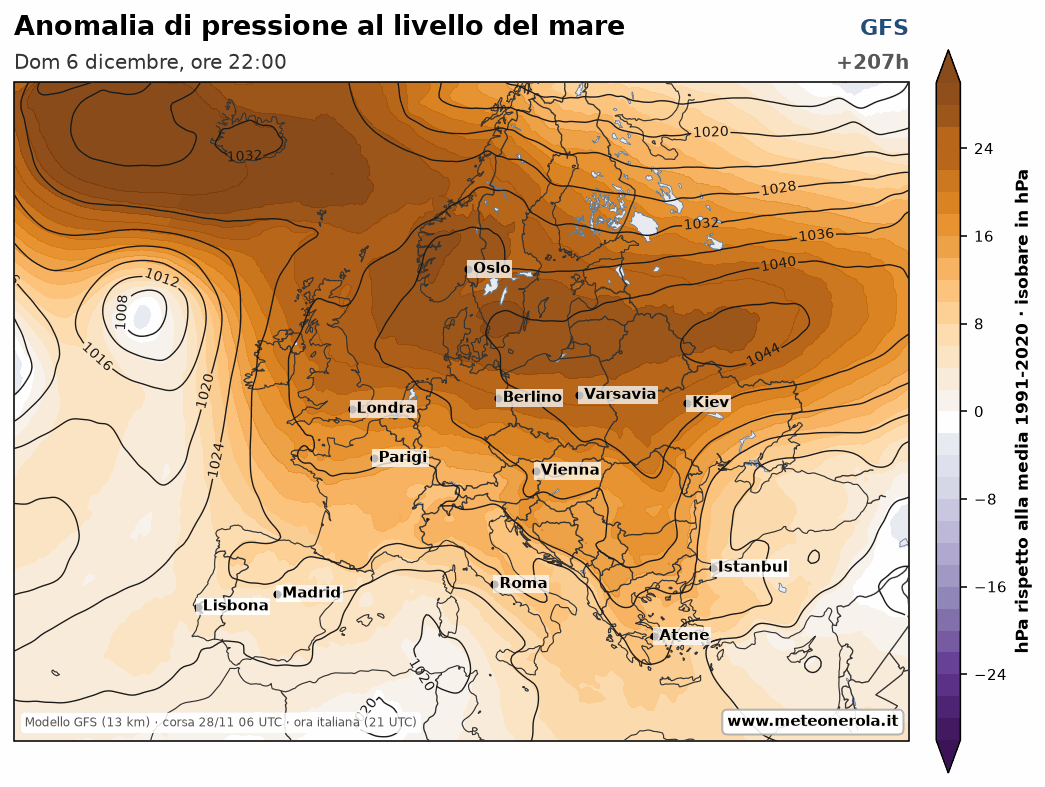 Anomalia di pressione al livello del mare
GFS
Dom 6 dicembre, ore 22:00
+207h
1032
1020
1028
1032
1036
1040
1044
1012
1008
1016
1020
1024
Oslo
Londra
Berlino
Varsavia
Kiev
Parigi
Vienna
Istanbul
Roma
Madrid
Lisbona
Atene
1020
Modello GFS (13 km) · corsa 28/11 06 UTC · ora italiana (21 UTC)
www.meteonerola.it
24
16
8
0
−8
−16
−24
hPa rispetto alla media 1991-2020 · isobare in hPa